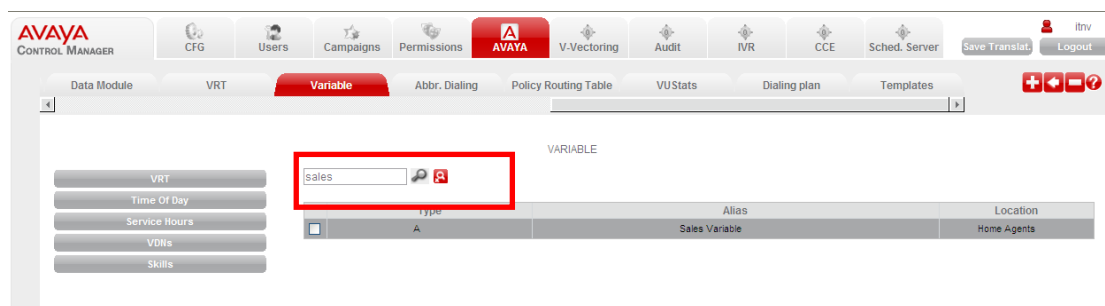 AVAYA
CONTROL MANAGER
CFG
Users
Campaigns
Permissions
AVAYA
V-Vectoring
Audit
IVR
CCE
Sched. Server
itnv
Save Translat.
Logout
Data Module
VRT
Variable
Abbr. Dialing
Policy Routing Table
VUStats
Dialing plan
Templates
VARIABLE
VRT
Time Of Day
Service Hours
VDNs
Skills
sales
Type
Alias
Location
A
Sales Variable
Home Agents